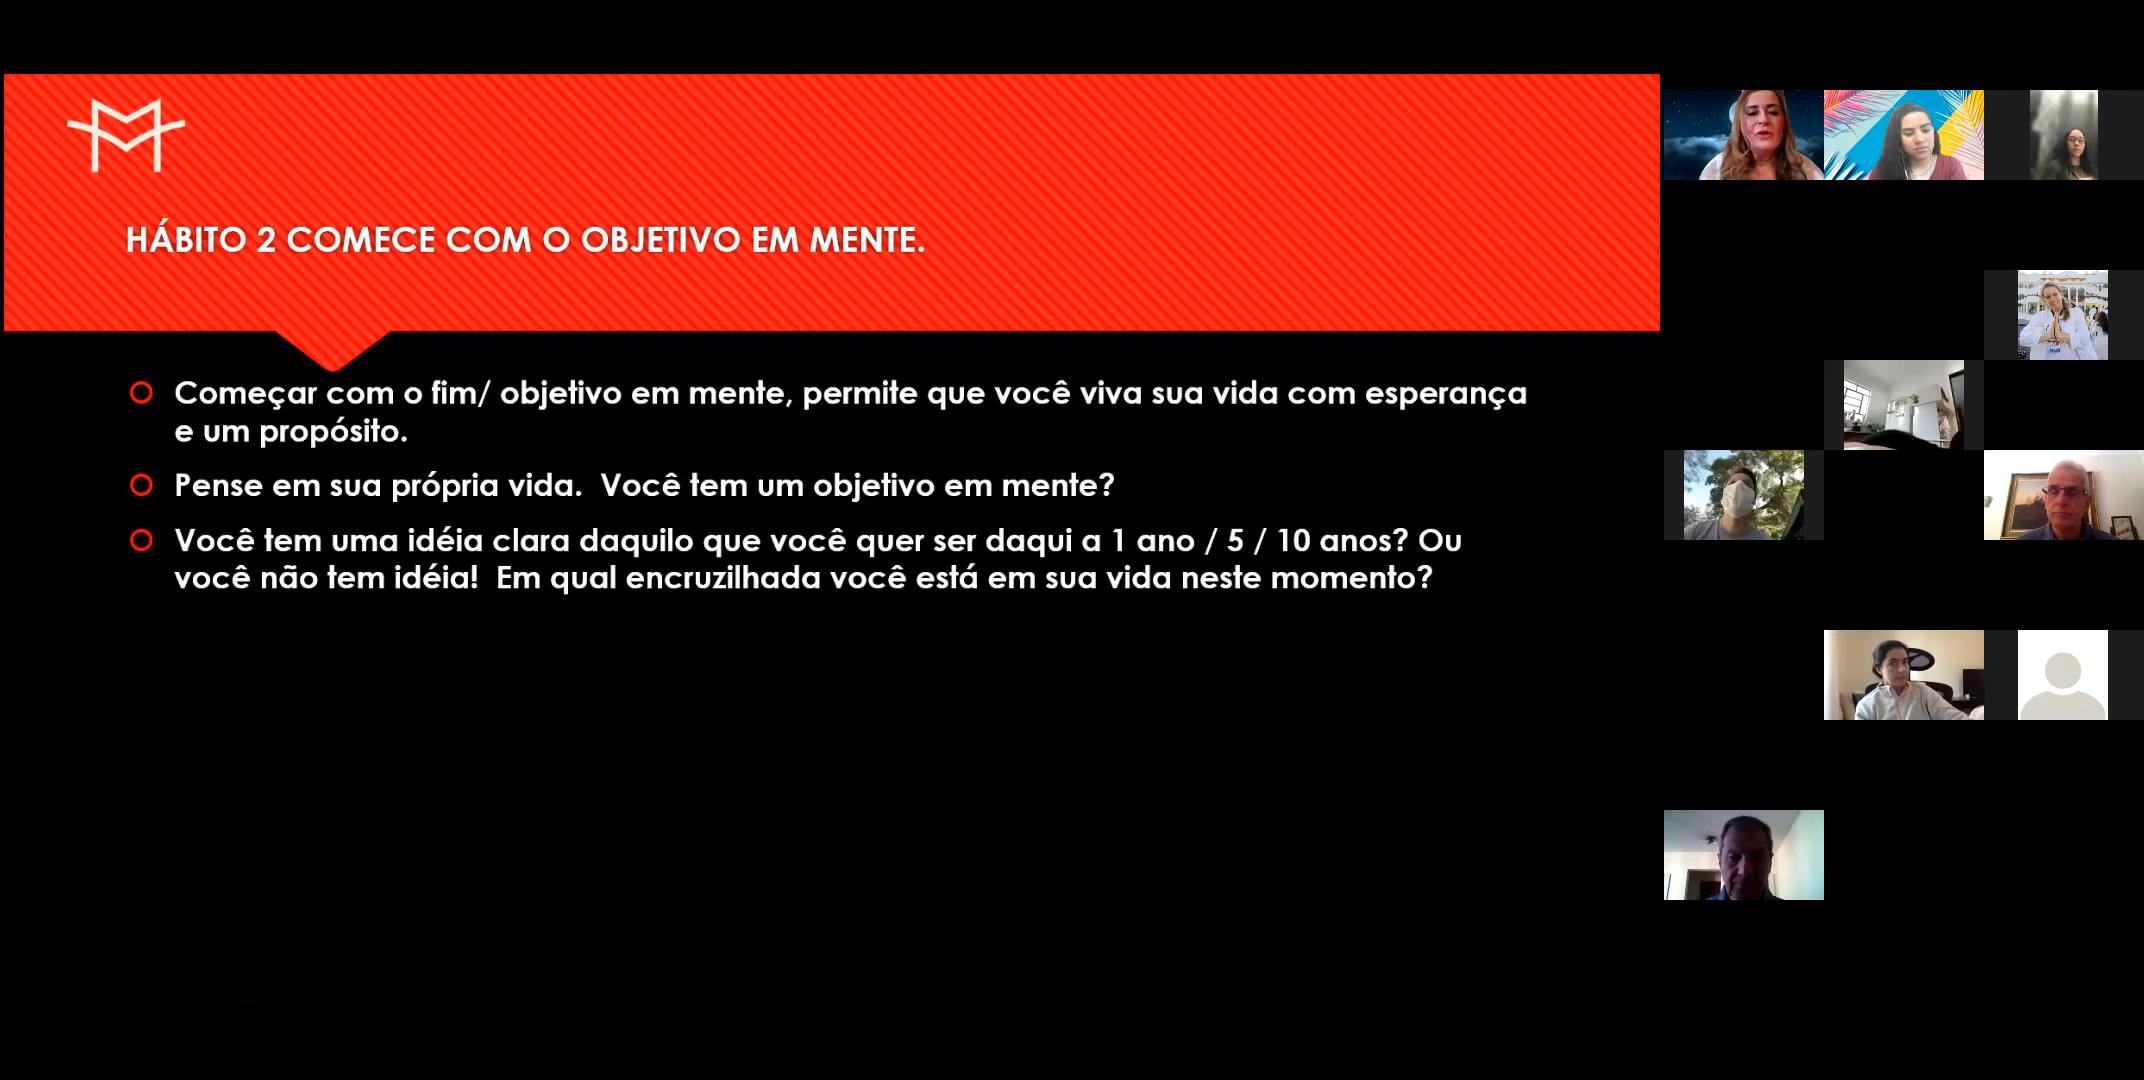 HÁBITO 2 COMECE COM O OBJETIVO EM MENTE.
Começar com o fim/ objetivo em mente, permite que você viva sua vida com esperança
e um propósito.
Pense em sua própria vida.  Você tem um objetivo em mente?
Você tem uma idéia clara daquilo que você quer ser daqui a 1 ano / 5 / 10 anos? Ou
você não tem idéia!  Em qual encruzilhada você está em sua vida neste momento?